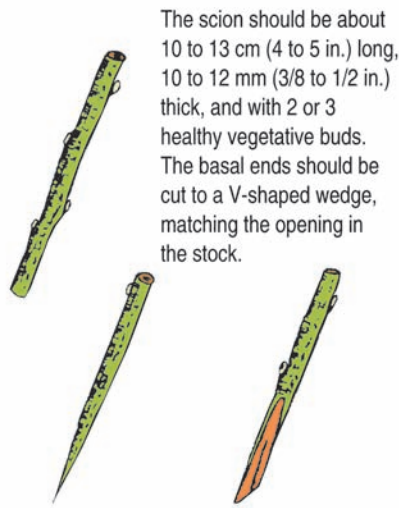 The scion should be about
10 to 13 cm (4 to 5 in.) long,
10 to 12 mm (3/8 to 1/2 in.)
thick, and with 2 or 3
healthy vegetative buds.
The basal ends should be
cut to a V-shaped wedge,
matching the opening in
the stock.